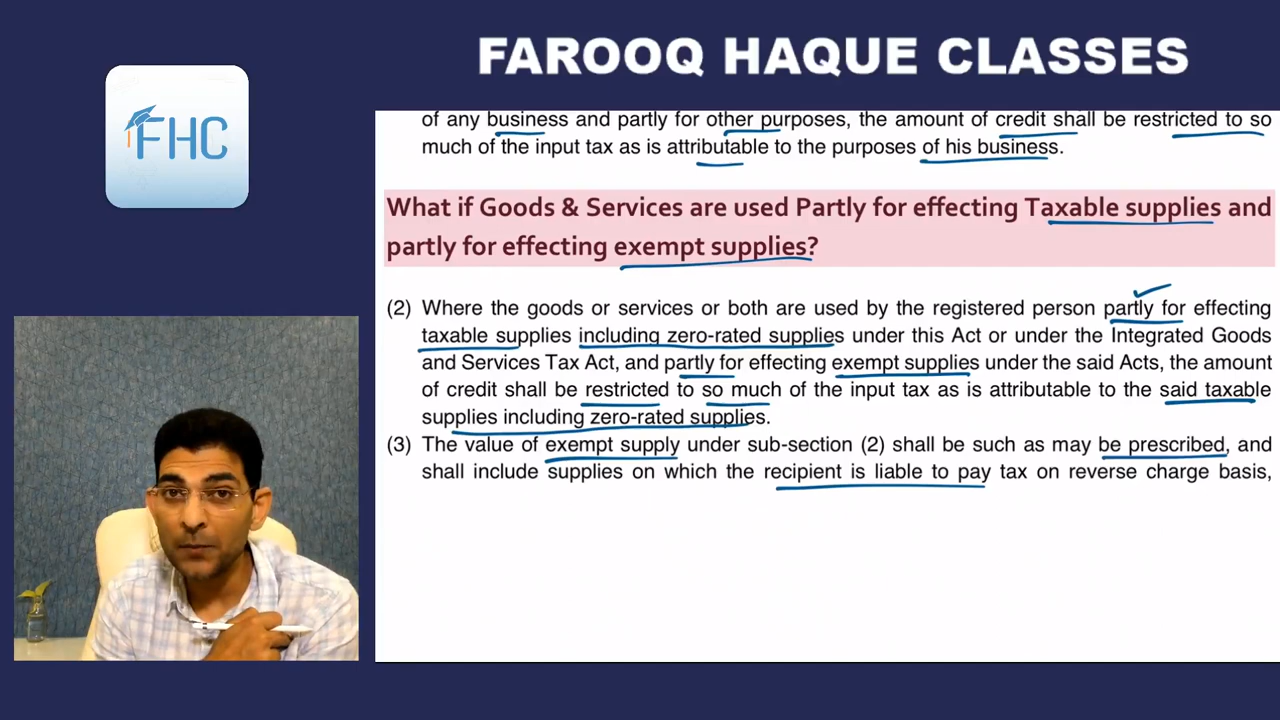 FAROOQ HAQUE CLASSES
FHC
of any business and partly for other purposes, the amount of credit shall be restricted to so
much of the input tax as is attributable to the purposes of his business.
What if Goods & Services are used Partly for effecting Taxable supplies and
partly for effecting exempt supplies?
(2) Where the goods or services or both are used by the registered person partly for effecting
taxable supplies including zero-rated supplies under this Act or under the Integrated Goods
and Services Tax Act, and partly for effecting exempt supplies under the said Acts, the amount
of credit shall be restricted to so much of the input tax as is attributable to the said taxable
supplies including zero-rated supplies.
(3) The value of exempt supply under sub-section (2) shall be such as may be prescribed, and
shall include supplies on which the recipient is liable to pay tax on reverse charge basis,